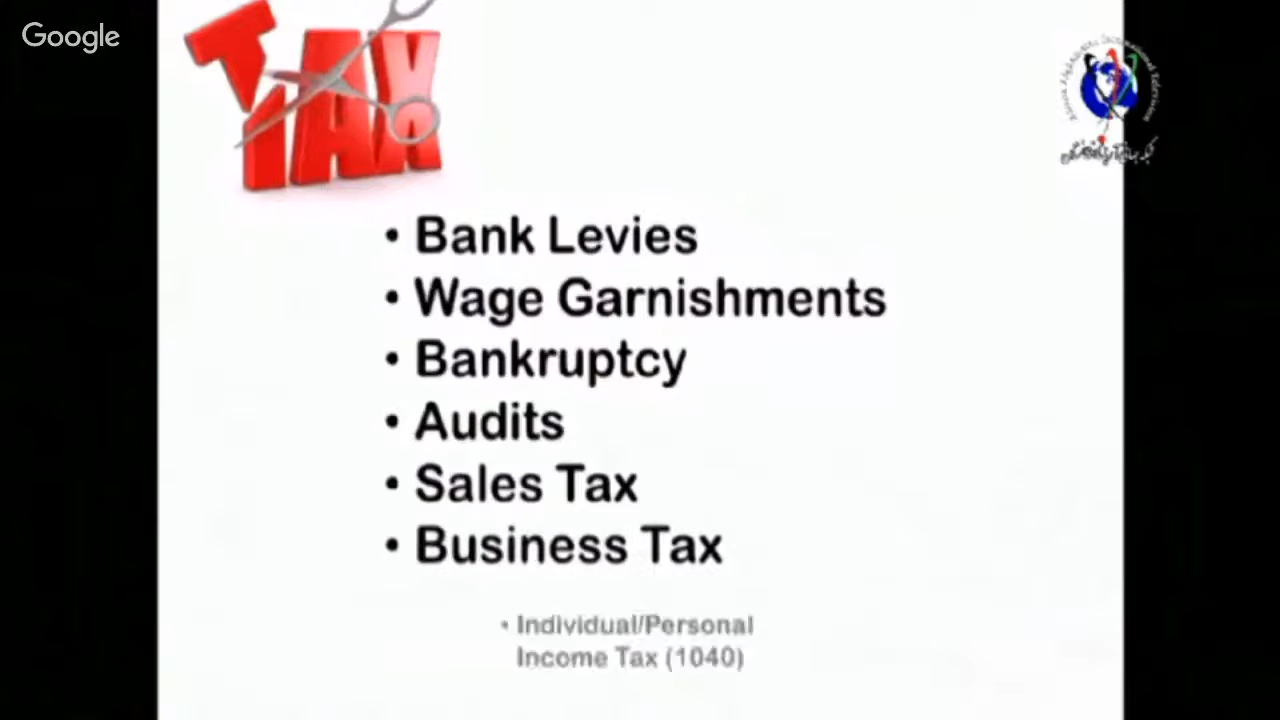 Google
TAX
• Bank Levies
• Wage Garnishments
• Bankruptcy
• Audits
• Sales Tax
• Business Tax
• Individual/Personal
Income Tax (1040)